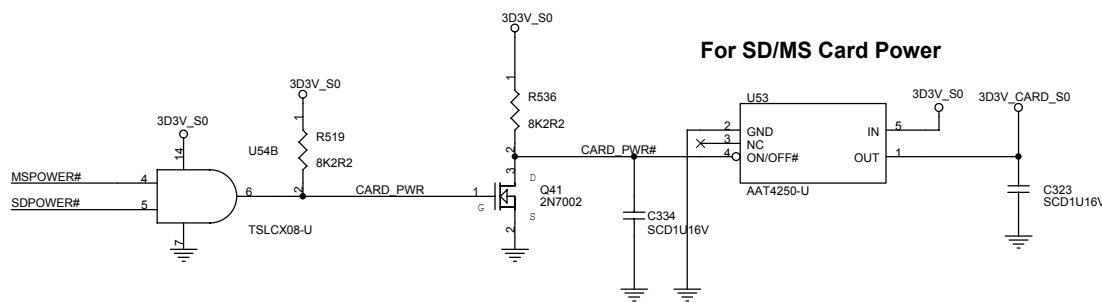 3D3V_S0
For SD/MS Card Power
3D3V_S0
3D3V_S0
3D3V_CARD_S0
3D3V_S0
1
R536
8K2R2
2
U53
1
R519
8K2R2
2
U54B
14
MSPOWER#
4
SDPOWER#
5
6
7
TSLCX08-U
CARD_PWR
1
G
3
D
Q41
2N7002
S
2
CARD_PWR#
2
GND
3
NC
4
ON/OFF#
IN
5
OUT
1
AAT4250-U
C334
SCD1U16V
C323
SCD1U16V